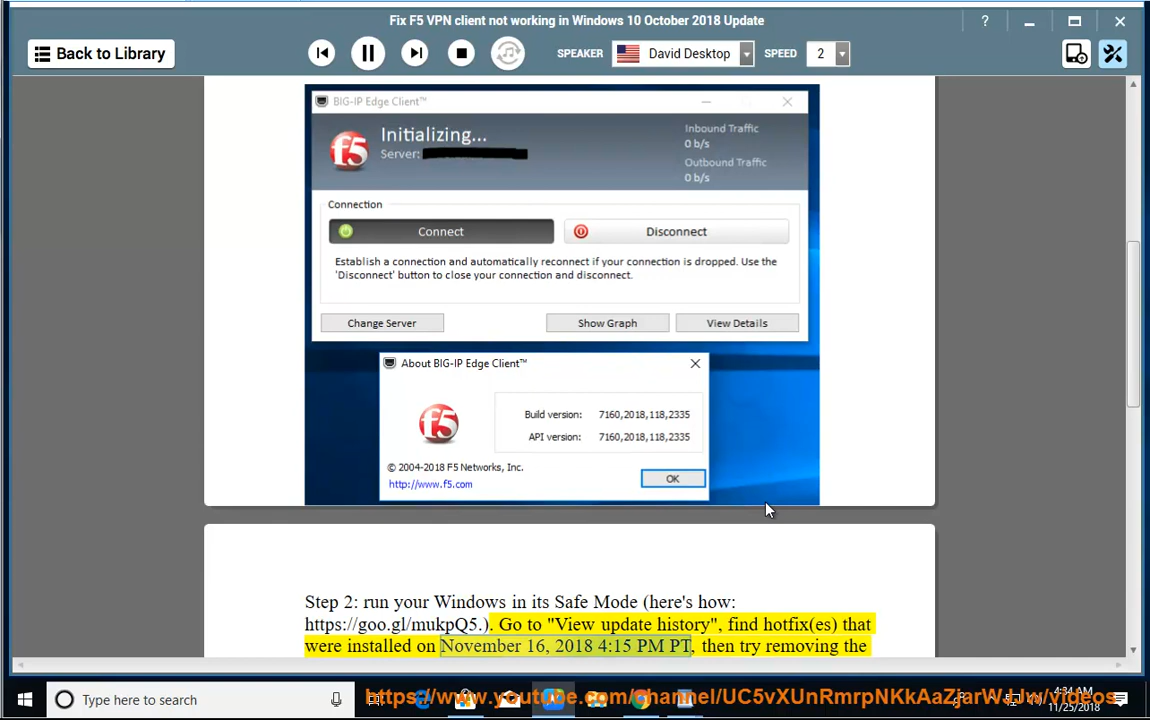 Fix F5 VPN client not working in Windows 10 October 2018 Update
?
Back to Library
SPEAKER
David Desktop
SPEED
2
BIG-IP Edge Client™
Initializing...
Server:
Inbound Traffic
0 b/s
Outbound Traffic
0 b/s
f5
Connection
Connect
Disconnect
Establish a connection and automatically reconnect if your connection is dropped. Use the
'Disconnect' button to close your connection and disconnect.
Change Server
Show Graph
View Details
About BIG-IP Edge Client™
f5
Build version: 7160,2018,118,2335
API version: 7160,2018,118,2335
© 2004-2018 F5 Networks, Inc.
http://www.f5.com
OK
Step 2: run your Windows in its Safe Mode (here's how:
https://goo.gl/mukpQ5.). Go to "View update history", find hotfix(es) that
were installed on November 16, 2018 4:15 PM PT, then try removing the
Type here to search
4:34 AM
11/25/2018